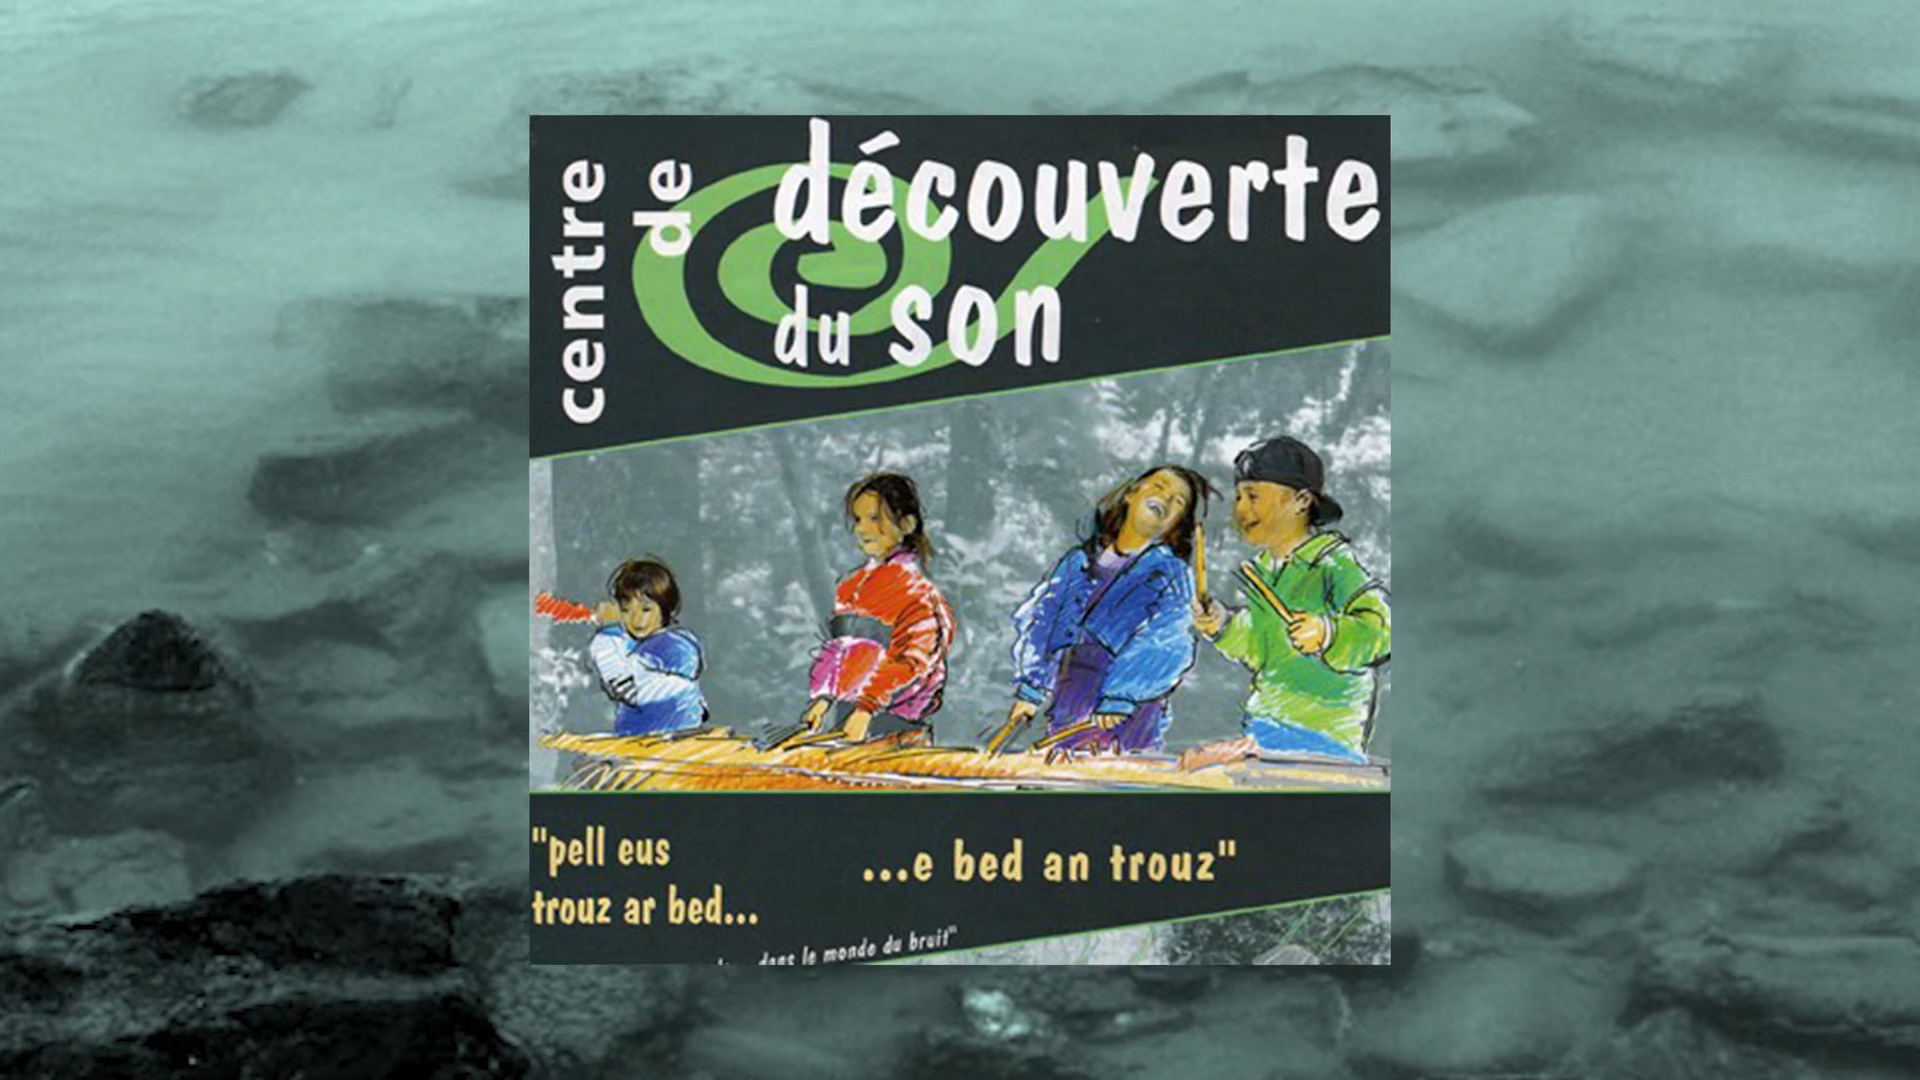 centre
de
découverte
du son
"pell eus
trouz ar bed...
...e bed an trouz"
dans le monde du bruit"